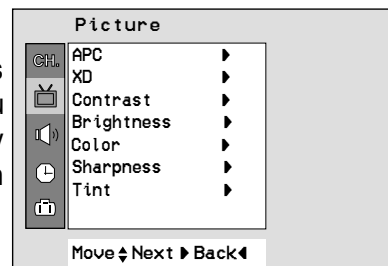 Picture
CH.
APC
XD
Contrast
Brightness
Color
Sharpness
Tint
Move Next Back